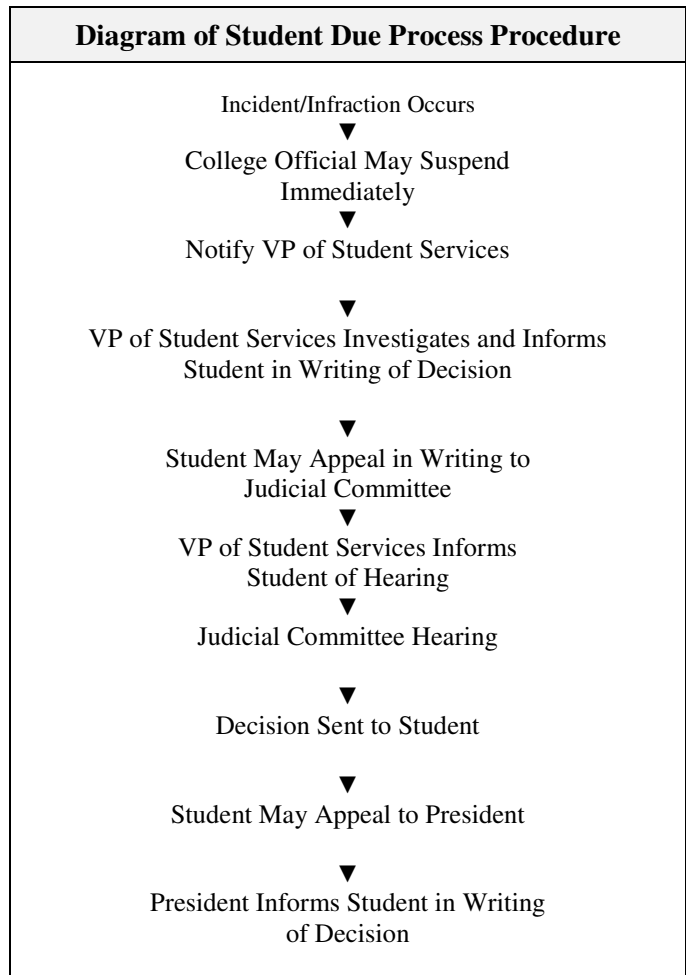 Diagram of Student Due Process Procedure
Incident/Infraction Occurs
▼
College Official May Suspend
Immediately
▼
Notify VP of Student Services
▼
VP of Student Services Investigates and Informs
Student in Writing of Decision
▼
Student May Appeal in Writing to
Judicial Committee
▼
VP of Student Services Informs
Student of Hearing
▼
Judicial Committee Hearing
▼
Decision Sent to Student
▼
Student May Appeal to President
▼
President Informs Student in Writing
of Decision